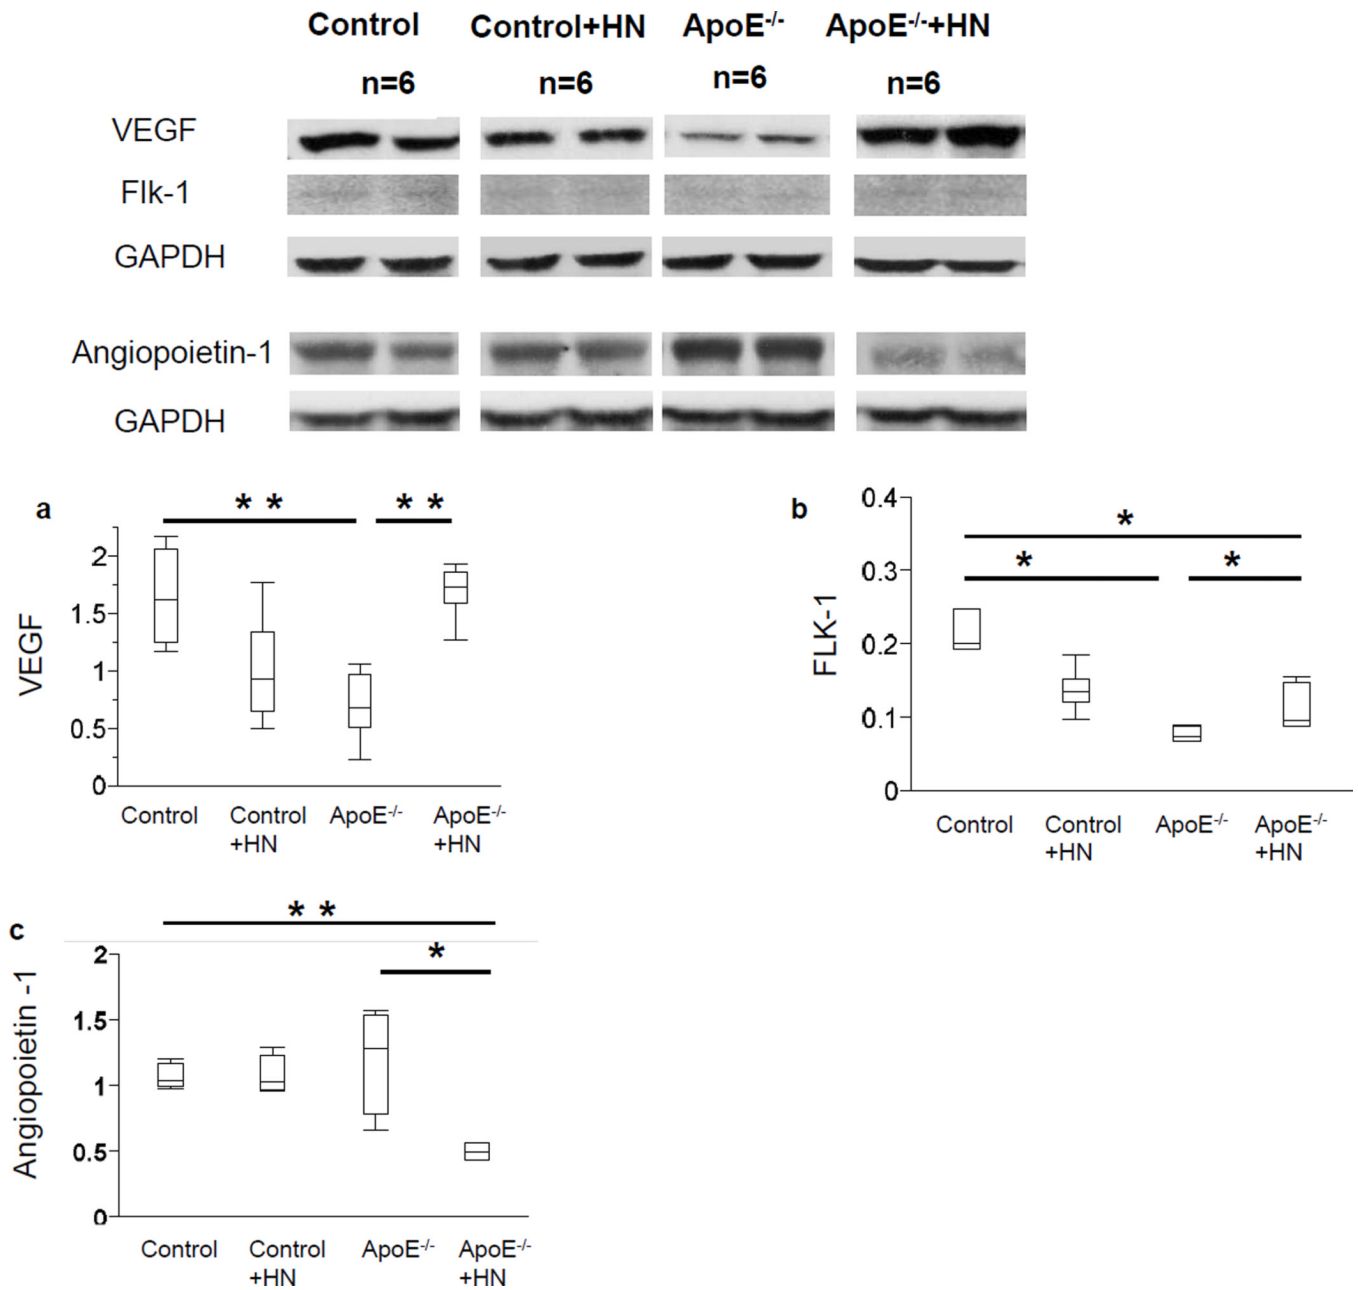 Control Control+HN ApoE-/- ApoE-/-+HN
n=6 n=6 n=6 n=6
VEGF
Flk-1
GAPDH
Angiopoietin-1
GAPDH
a
* * * *
VEGF
2
1.5
1
0.5
0
Control Control ApoE-/- ApoE-/-
+HN +HN
b
*
* *
FLK-1
0.4
0.3
0.2
0.1
0
Control Control ApoE-/- ApoE-/-
+HN +HN
c
* *
*
Angiopoietin -1
2
1.5
1
0.5
0
Control Control ApoE-/- ApoE-/-
+HN +HN